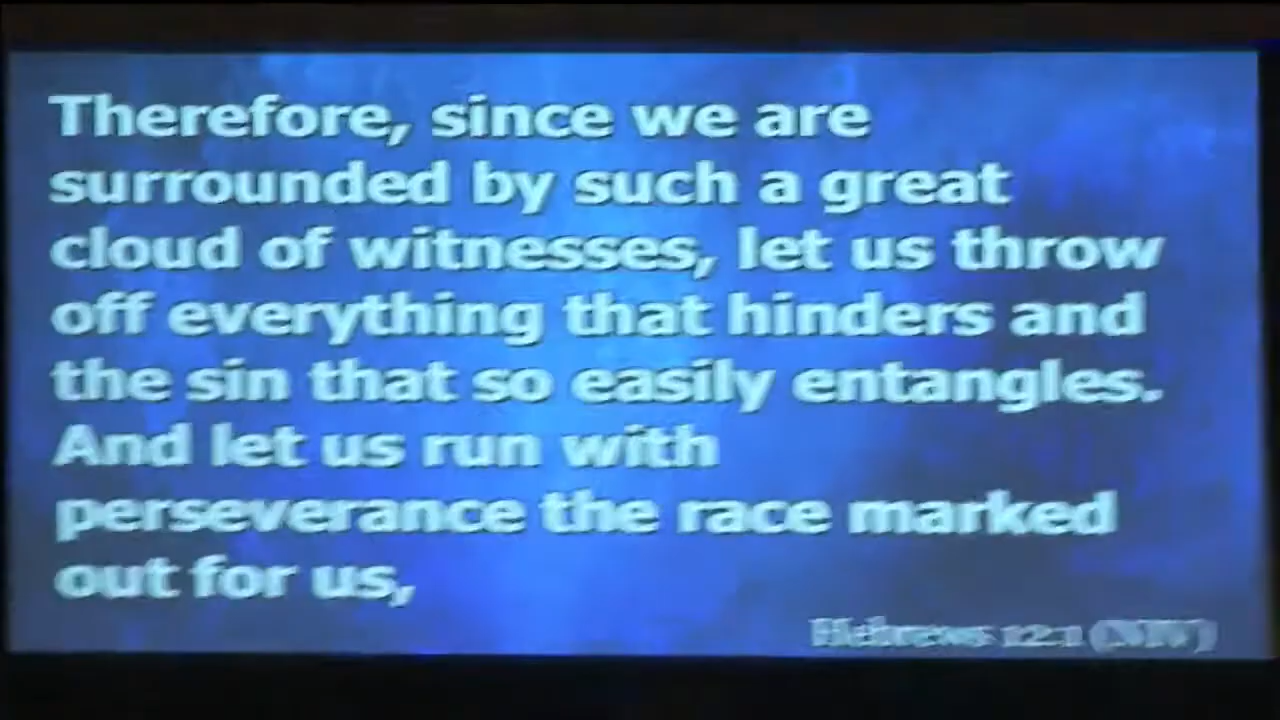 Therefore, since we are
surrounded by such a great
cloud of witnesses, let us throw
off everything that hinders and
the sin that so easily entangles.
And let us run with
perseverance the race marked
out for us,
Hebrews 12:1 (NIV)